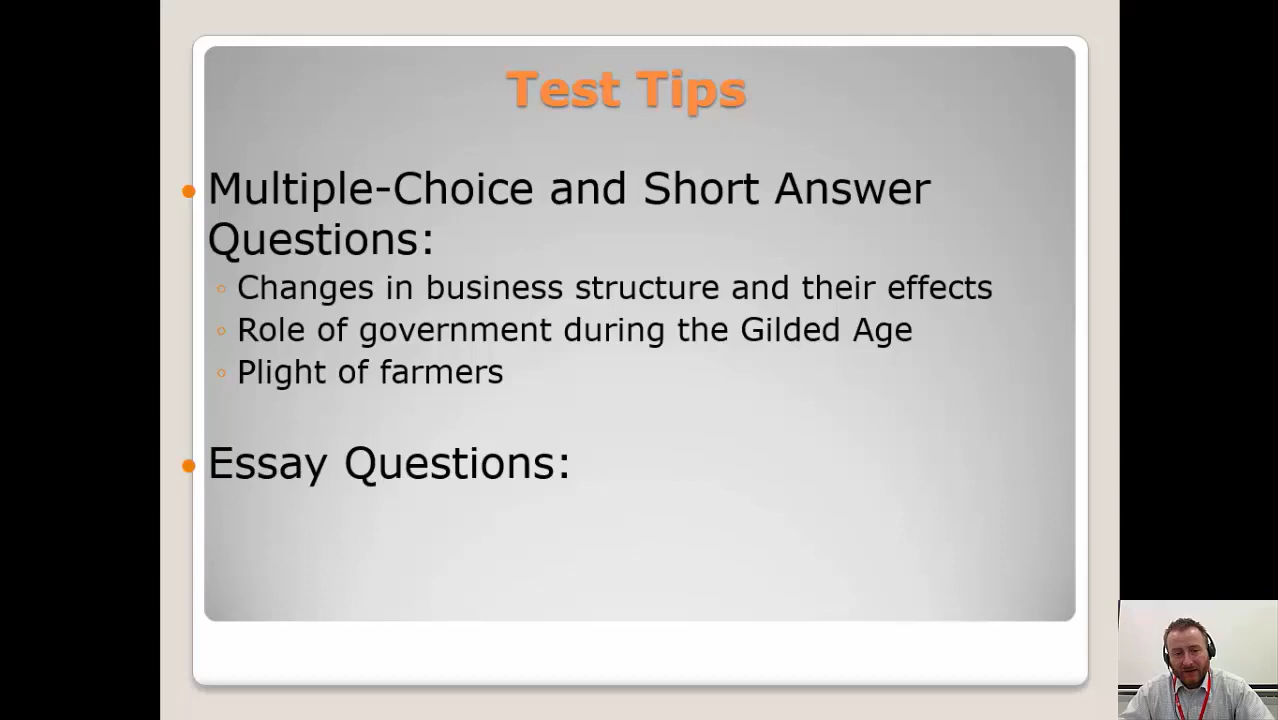 Test Tips
Multiple-Choice and Short Answer
Questions:
Changes in business structure and their effects
Role of government during the Gilded Age
Plight of farmers
Essay Questions: